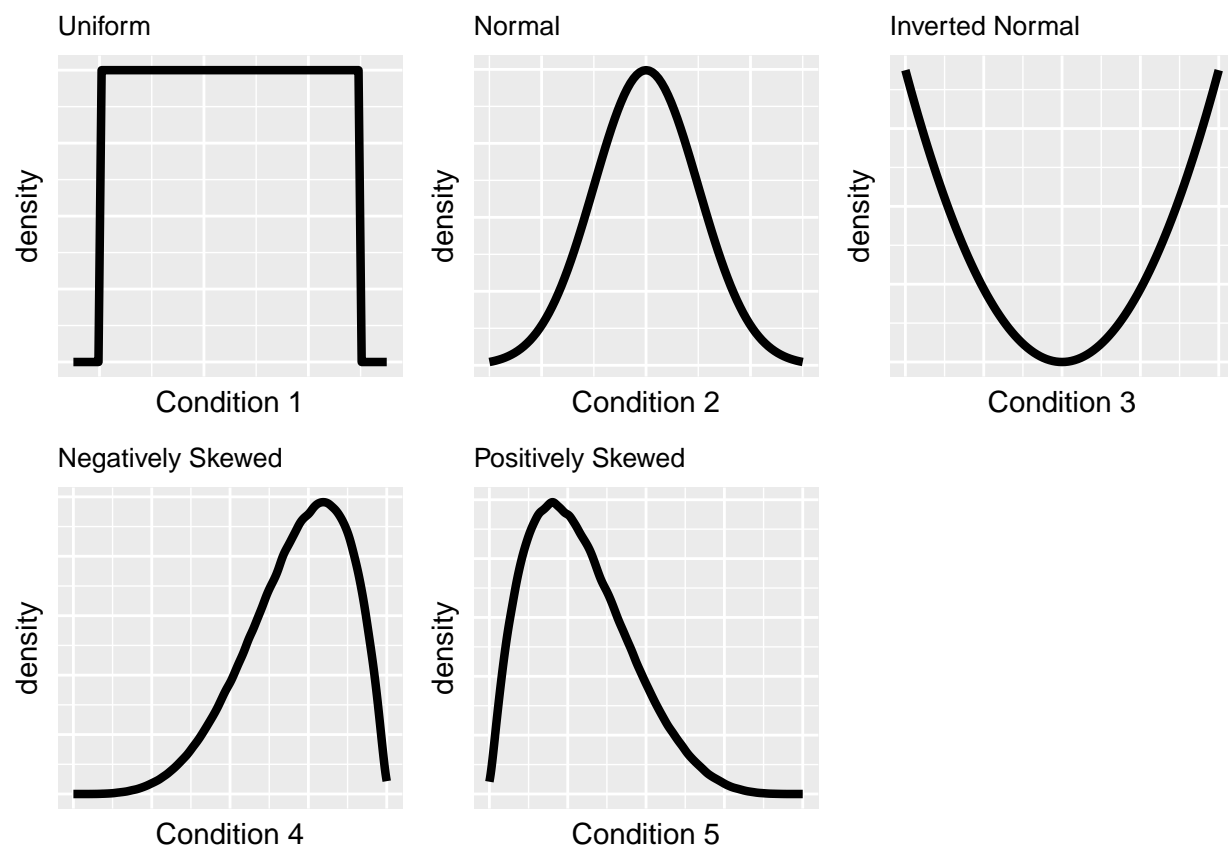 Uniform
Normal
Inverted Normal
density
density
density
Condition 1
Condition 2
Condition 3
Negatively Skewed
Positively Skewed
density
density
Condition 4
Condition 5